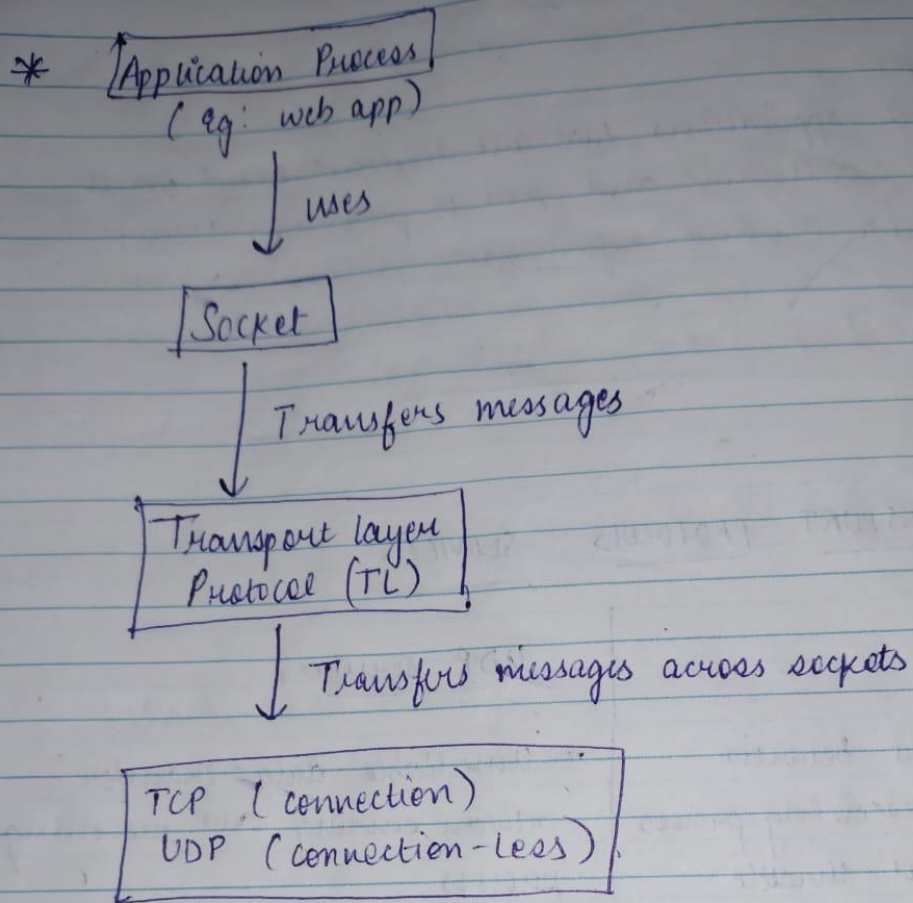 * Application Process
(eg: web app)
uses
Socket
Transfers messages
Transport layer
Protocol (TL)
Transfers messages across sockets
TCP (connection)
UDP (connection-less)